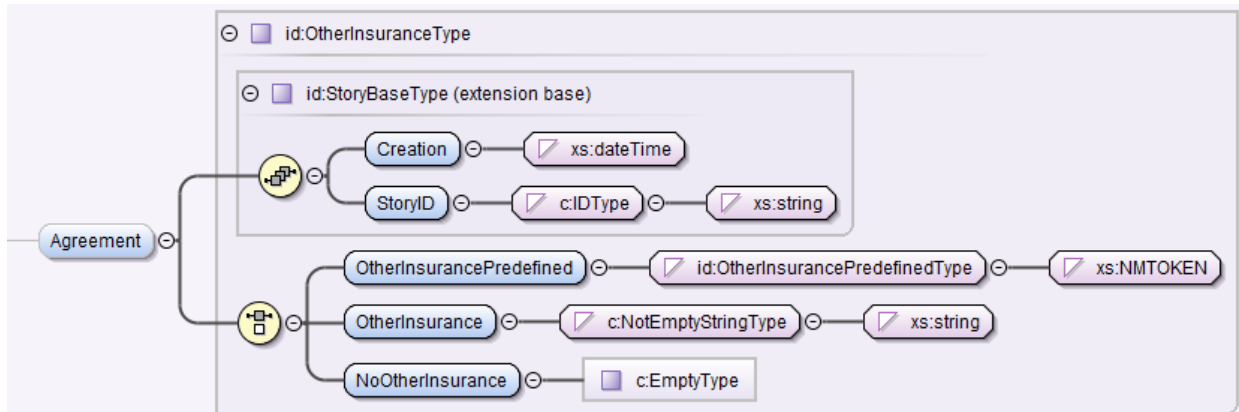 id:OtherInsuranceType
id:StoryBaseType (extension base)
Creation xs:dateTime
StoryID c:IDType xs:string
Agreement
OtherInsurancePredefined id:OtherInsurancePredefinedType xs:NMTOKEN
OtherInsurance c:NotEmptyStringType xs:string
NoOtherInsurance c:EmptyType